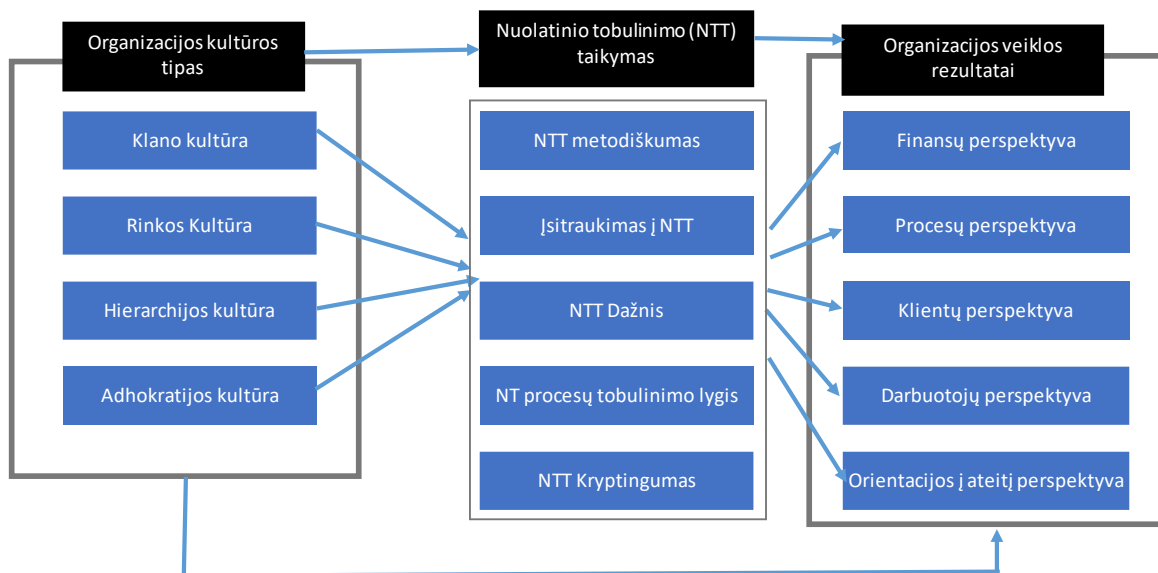 Organizacijos kultūros
tipas
Nuolatinio tobulinimo (NTT)
taikymas
Organizacijos veiklos
rezultatai
Klano kultūra
Rinkos Kultūra
Hierarchijos kultūra
Adhokratijos kultūra
NTT metodiškumas
Įsitraukimas į NTT
NTT Dažnis
NT procesų tobulinimo lygis
NTT Kryptingumas
Finansų perspektyva
Procesų perspektyva
Klientų perspektyva
Darbuotojų perspektyva
Orientacijos į ateitį perspektyva